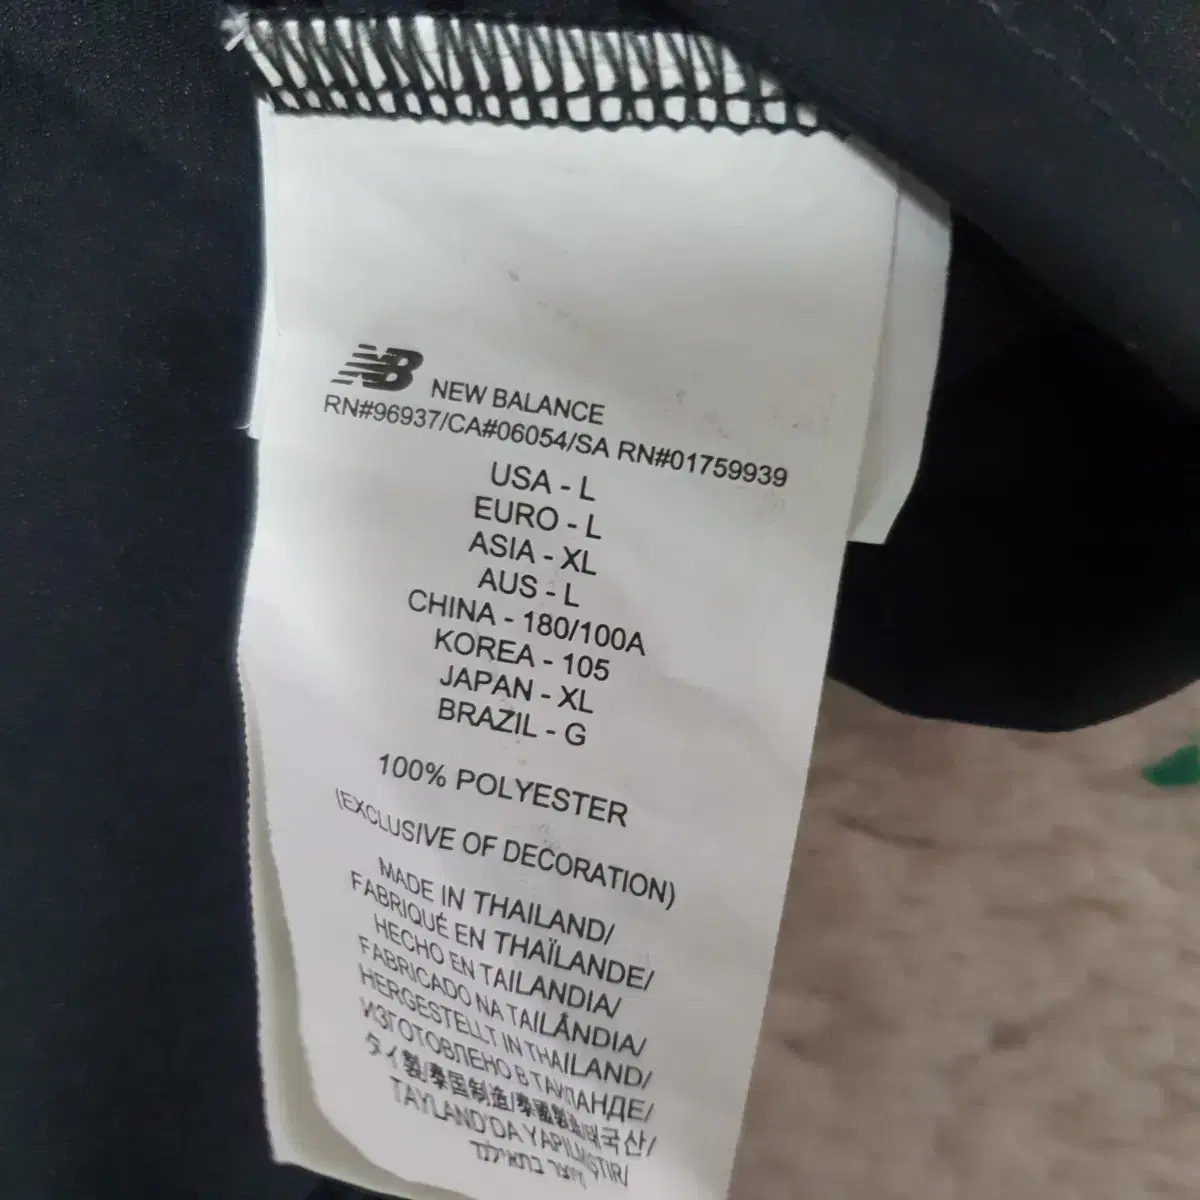 NB NEW BALANCE
RN#96937/CA#06054/SA RN#01759939
USA - L
EURO - L
ASIA - XL
AUS - L
CHINA - 180/100A
KOREA - 105
JAPAN - XL
BRAZIL - G
100% POLYESTER
(EXCLUSIVE OF DECORATION)
MADE IN THAILAND/
FABRIQUÉ EN THAÏLANDE/
HECHO EN TAILANDIA/
FABRICADO NA TAILÂNDIA/
HERGESTELLT IN THAILAND/
ИЗГОТОВЛЕНО В ТАИЛАНДЕ/
タイ製/泰国制造/泰國製造/태국산/
TAYLAND'DA YAPILMIŞTIR/
מיוצר בתאילנד